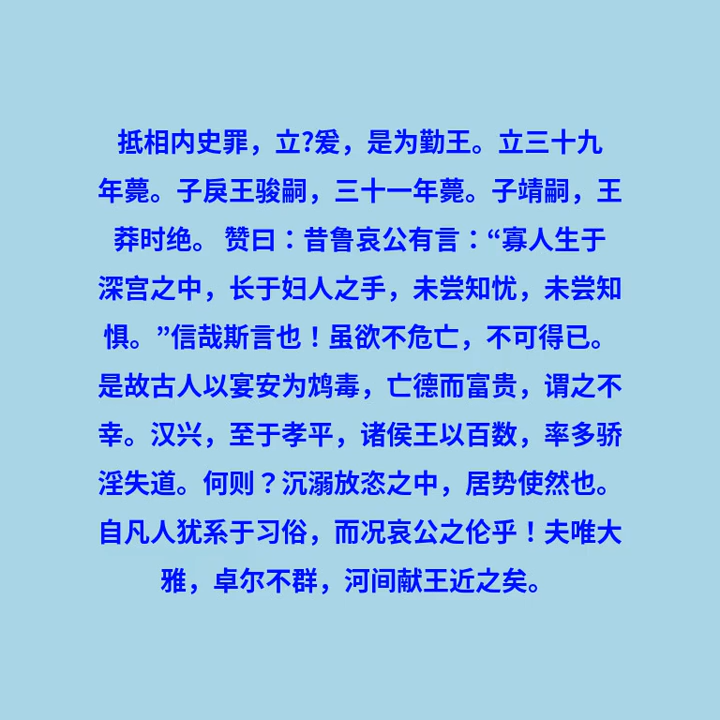 抵相内史罪，立?爰，是为勤王。立三十九
年薨。子戾王骏嗣，三十一年薨。子靖嗣，王
莽时绝。 赞曰：昔鲁哀公有言：“寡人生于
深宫之中，长于妇人之手，未尝知忧，未尝知
惧。”信哉斯言也！虽欲不危亡，不可得已。
是故古人以宴安为鸩毒，亡德而富贵，谓之不
幸。汉兴，至于孝平，诸侯王以百数，率多骄
淫失道。何则？沉溺放恣之中，居势使然也。
自凡人犹系于习俗，而况哀公之伦乎！夫唯大
雅，卓尔不群，河间献王近之矣。